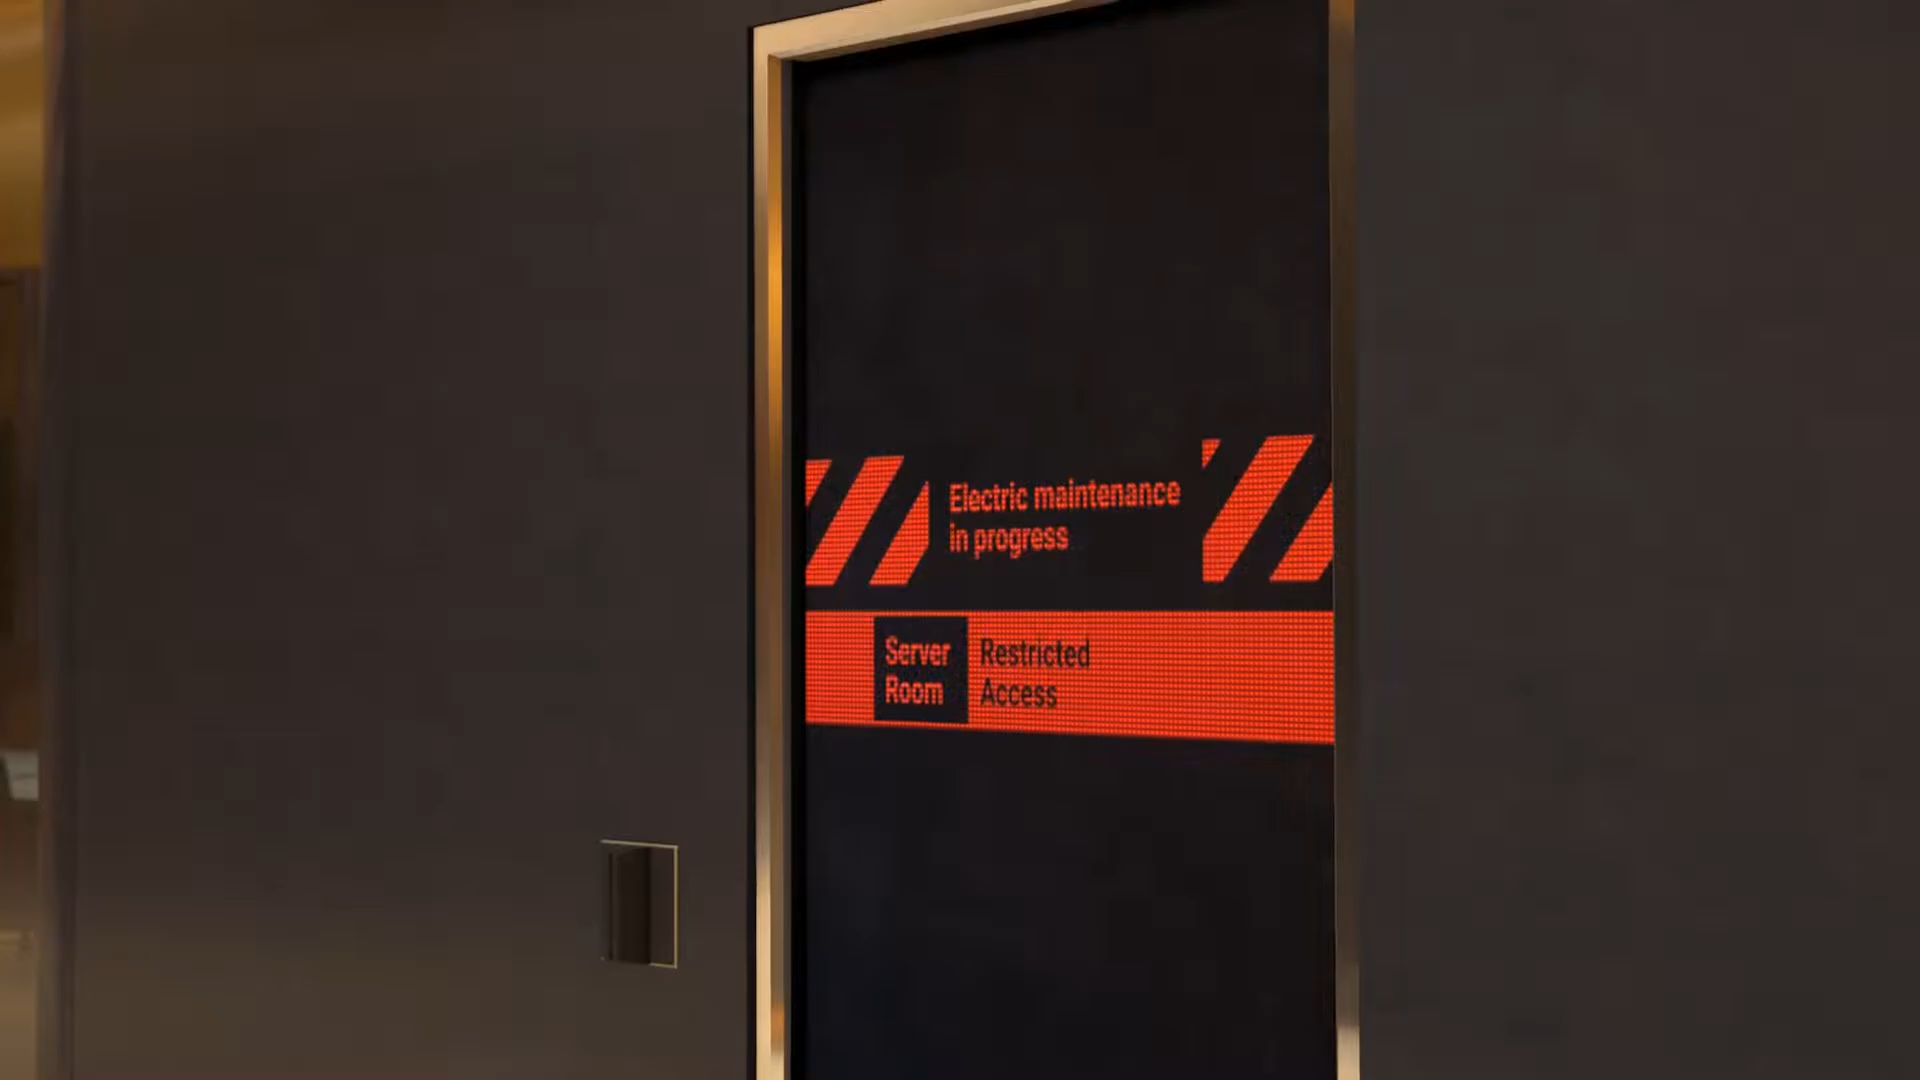 Electric maintenance
in progress
Server
Room
Restricted
Access